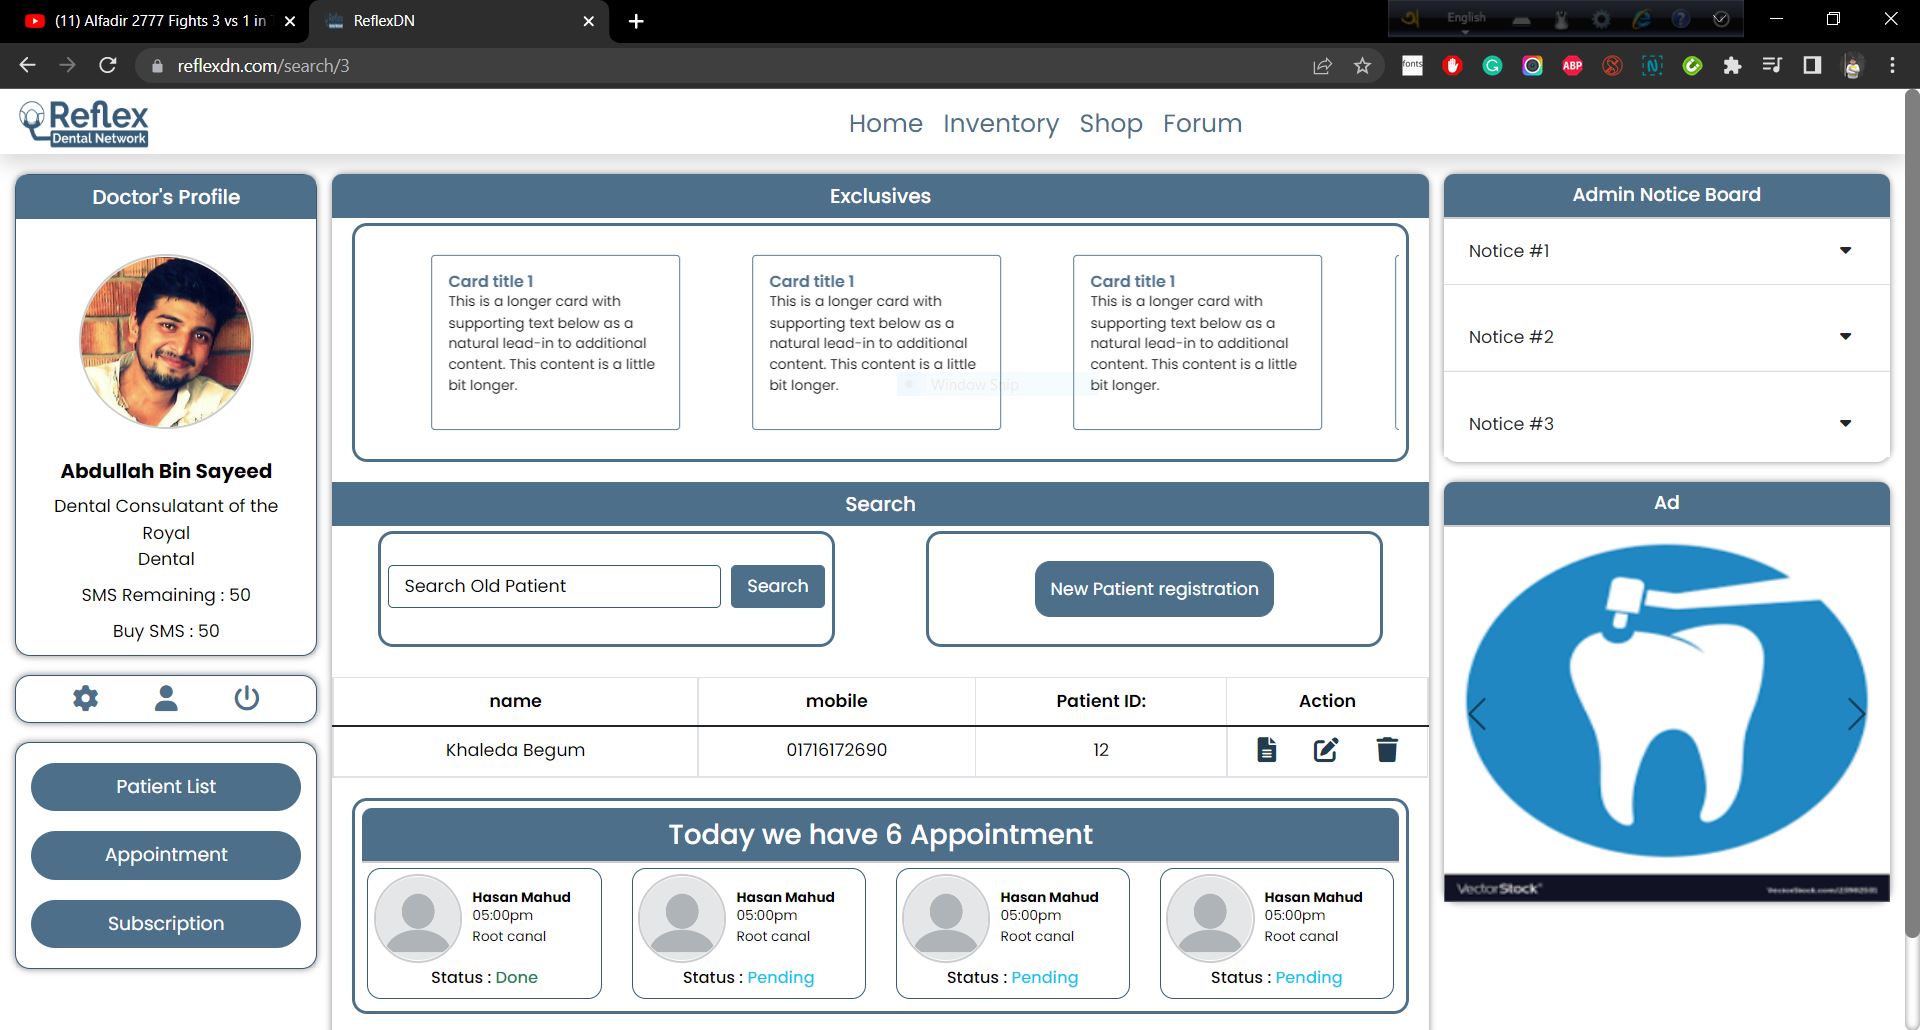 (11) Alfadir 2777 Fights 3 vs 1 in
ReflexDN
English
reflexdn.com/search/3
fonts
ABP
Reflex
Dental Network
Home Inventory Shop Forum
Doctor's Profile
Abdullah Bin Sayeed
Dental Consulatant of the
Royal
Dental
SMS Remaining : 50
Buy SMS : 50
Patient List
Appointment
Subscription
Exclusives
Card title 1
This is a longer card with
supporting text below as a
natural lead-in to additional
content. This content is a little
bit longer.
Card title 1
This is a longer card with
supporting text below as a
natural lead-in to additional
content. This content is a little
bit longer.
Card title 1
This is a longer card with
supporting text below as a
natural lead-in to additional
content. This content is a little
bit longer.
Window Snip
Search
Search Old Patient
Search
New Patient registration
name mobile Patient ID: Action
Khaleda Begum 01716172690 12
Today we have 6 Appointment
Hasan Mahud
05:00pm
Root canal
Status : Done
Hasan Mahud
05:00pm
Root canal
Status : Pending
Hasan Mahud
05:00pm
Root canal
Status : Pending
Hasan Mahud
05:00pm
Root canal
Status : Pending
Admin Notice Board
Notice #1
Notice #2
Notice #3
Ad
VectorStock®